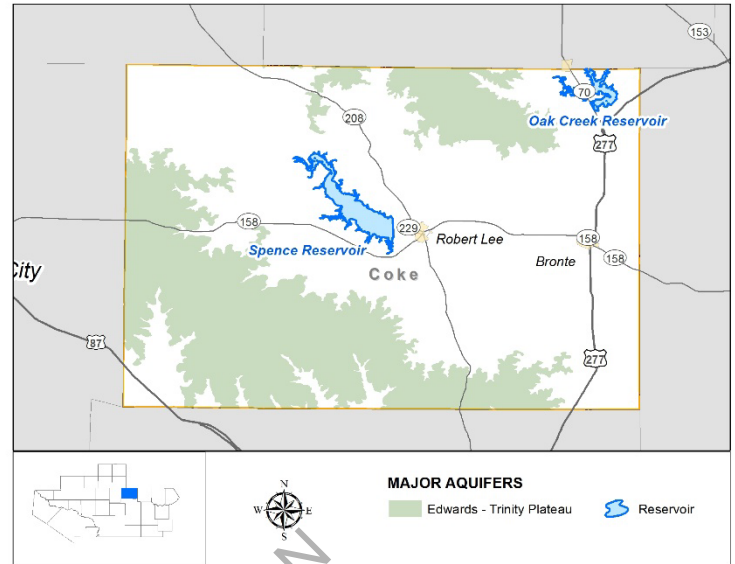 153
70
Oak Creek Reservoir
208
277
158
229
Robert Lee
158
Spence Reservoir
Bronte
158
City
Coke
87
277
N
W E
S
MAJOR AQUIFERS
Edwards - Trinity Plateau
Reservoir
N